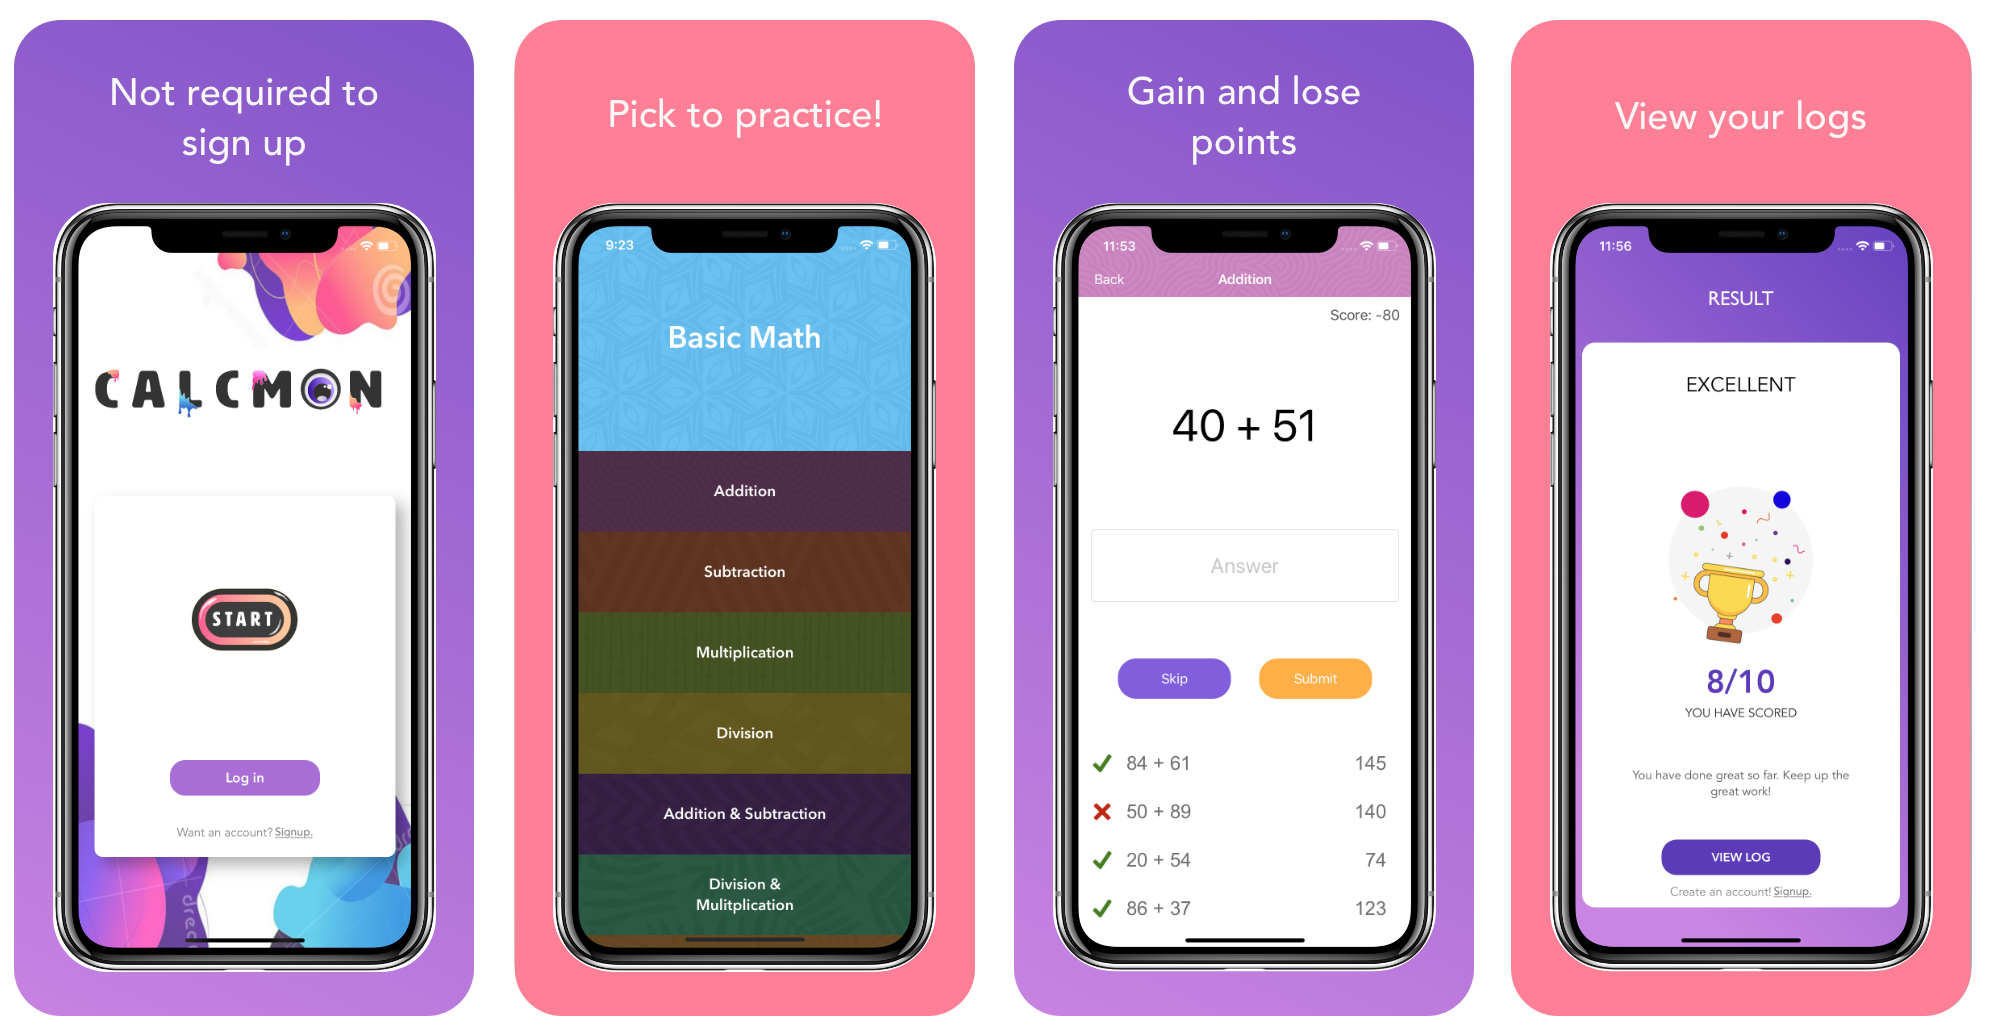 Not required to
sign up
CALCMON
START
Log in
Want an account? Signup.
Pick to practice!
9:23
Basic Math
Addition
Subtraction
Multiplication
Division
Addition & Subtraction
Division &
Mulitplication
Gain and lose
points
11:53
Back Addition
Score: -80
40 + 51
Answer
Skip Submit
84 + 61 145
50 + 89 140
20 + 54 74
86 + 37 123
View your logs
11:56
RESULT
EXCELLENT
8/10
YOU HAVE SCORED
You have done great so far. Keep up the
great work!
VIEW LOG
Create an account! Signup.